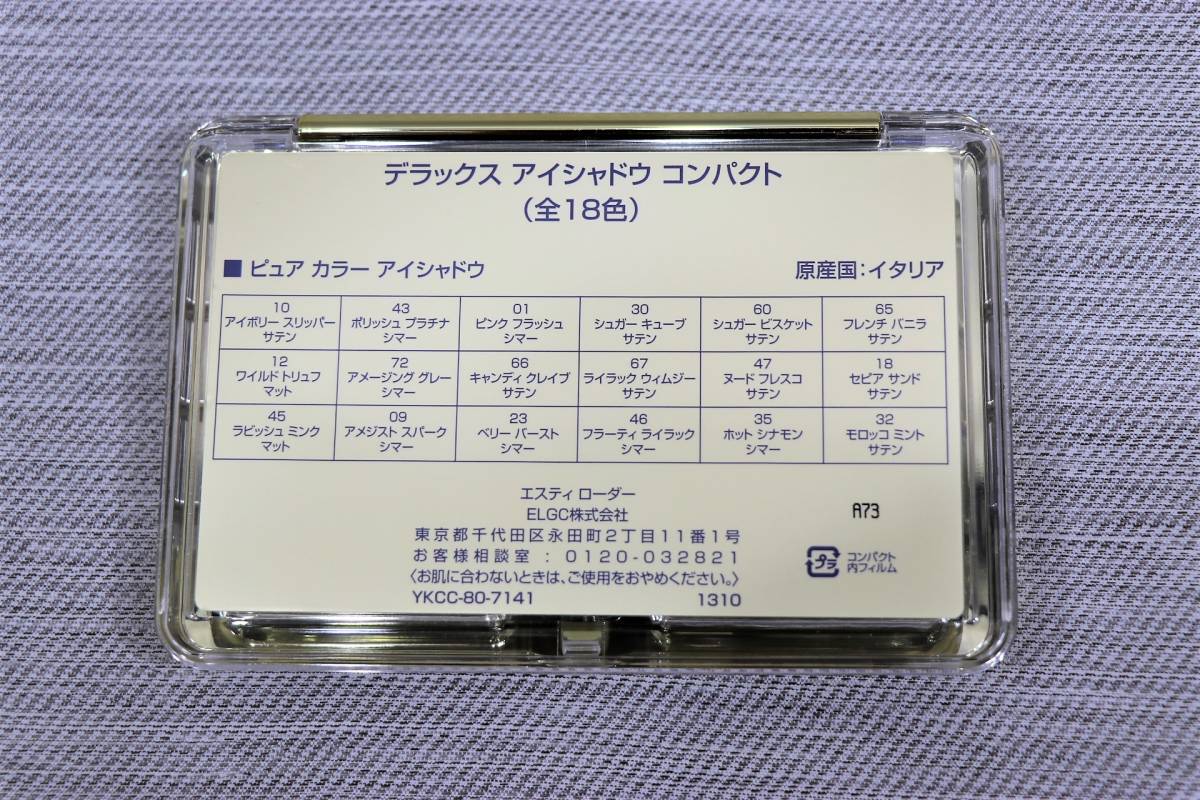 デラックス アイシャドウ コンパクト
(全18色)
■ ピュア カラー アイシャドウ 原産国:イタリア
10 43 01 30 60 65
アイボリー スリッパー ポリッシュ プラチナ ピンク フラッシュ シュガー キューブ シュガー ビスケット フレンチ バニラ
サテン シマー シマー サテン サテン サテン
12 72 66 67 47 18
ワイルド トリュフ アメージング グレー キャンディ クレイブ ライラック ウィムジー ヌード フレスコ セピア サンド
マット シマー サテン サテン サテン サテン
45 09 23 46 35 32
ラビッシュ ミンク アメジスト スパーク ベリー バースト フラーティ ライラック ホット シナモン モロッコ ミント
マット シマー シマー シマー シマー サテン
エスティ ローダー
ELGC株式会社
A73
東京都千代田区永田町2丁目11番1号
お客様相談室:0120-032821
〈お肌に合わないときは、ご使用をおやめください。〉
YKCC-80-7141 1310
プラ
コンパクト
内フィルム